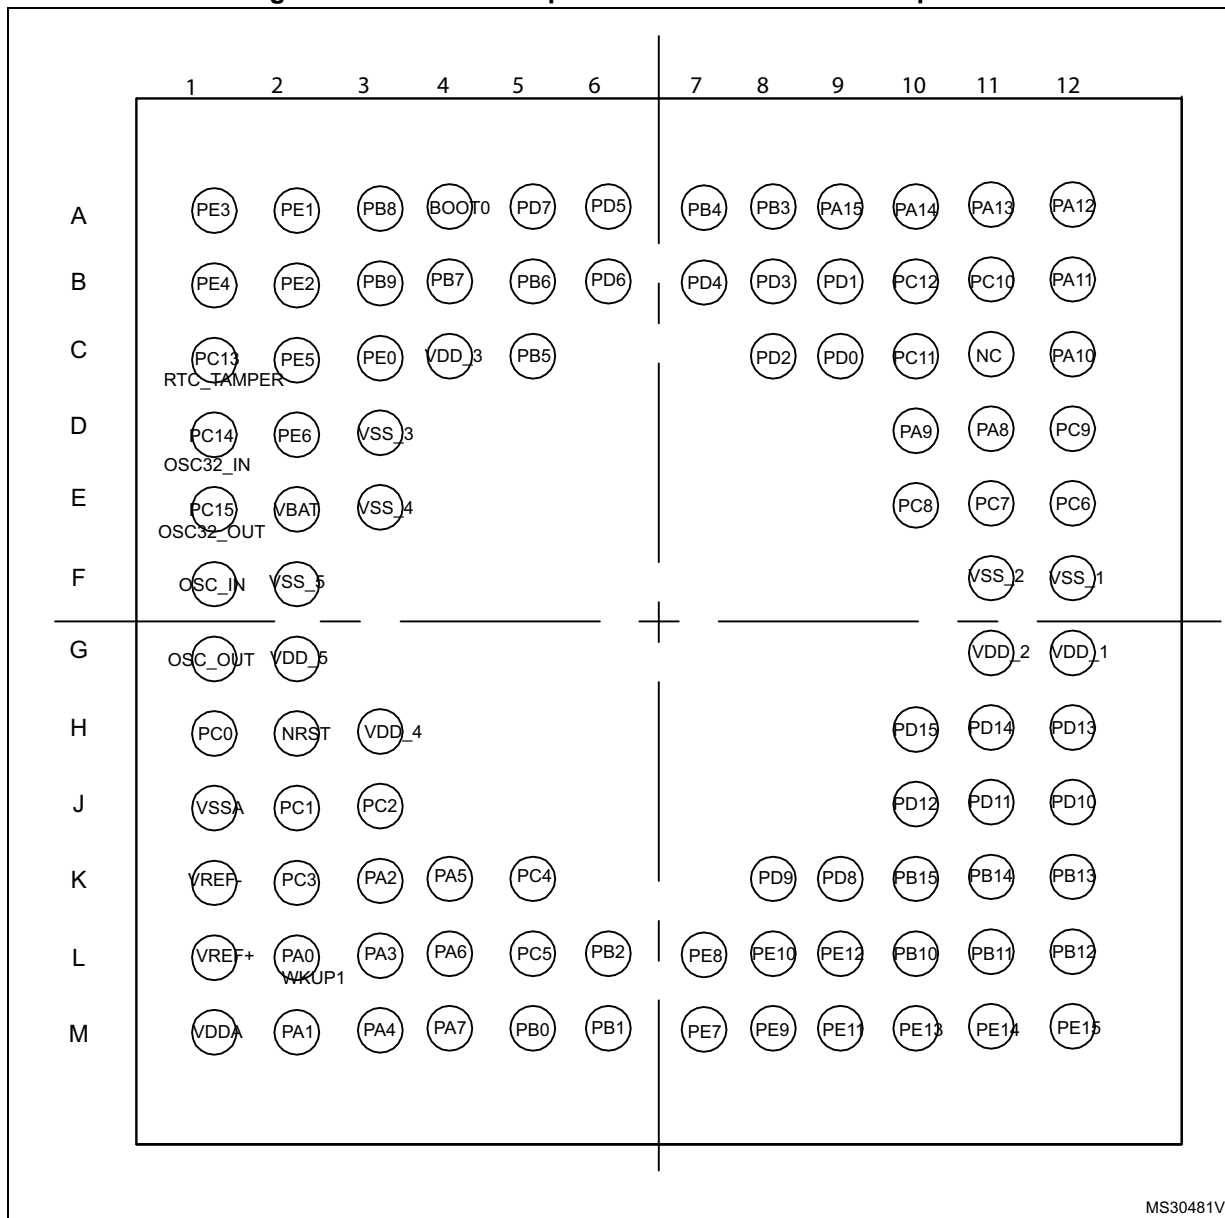 1 2 3 4 5 6 7 8 9 10 11 12
A PE3 PE1 PB8 BOOT0 PD7 PD5 PB4 PB3 PA15 PA14 PA13 PA12
B PE4 PE2 PB9 PB7 PB6 PD6 PD4 PD3 PD1 PC12 PC10 PA11
C PC13 PE5 PE0 VDD_3 PB5 PD2 PD0 PC11 NC PA10
RTC_TAMPER
D PC14 PE6 VSS_3 PA9 PA8 PC9
OSC32_IN
E PC15 VBAT VSS_4 PC8 PC7 PC6
OSC32_OUT
F OSC_IN VSS_5 VSS_2 VSS_1
G OSC_OUT VDD_5 VDD_2 VDD_1
H PC0 NRST VDD_4 PD15 PD14 PD13
J VSSA PC1 PC2 PD12 PD11 PD10
K VREF- PC3 PA2 PA5 PC4 PD9 PD8 PB15 PB14 PB13
L VREF+ PA0 PA3 PA6 PC5 PB2 PE8 PE10 PE12 PB10 PB11 PB12
WKUP1
M VDDA PA1 PA4 PA7 PB0 PB1 PE7 PE9 PE11 PE13 PE14 PE15
MS30481V